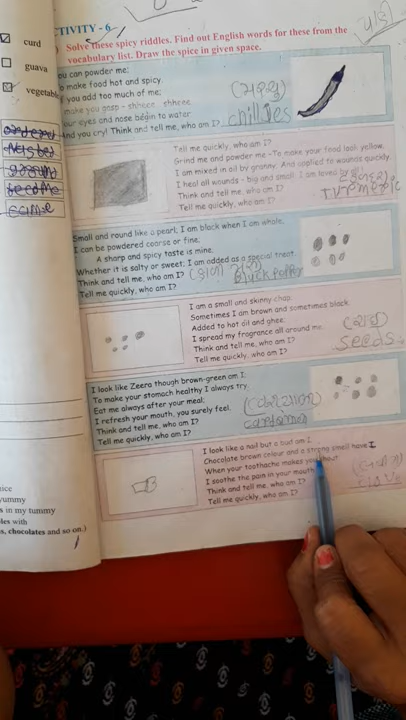 TIVITY - 6
Solve these spicy riddles. Find out English words for these from the
vocabulary list. Draw the spice in given space.
curd
guava
vegetable
ou can powder me;
o make food hot and spicy.
f you add too much of me;
make you gasp - shheee shhree
our eyes and nose begin to water
And you cry! Think and tell me, who am I?
(મરચાં)
chillies
Tell me quickly, who am I?
Grind me and powder me - To make your food look yellow.
I am mixed in oil by granny. And applied to wounds quickly.
I heal all wounds - big and small. I am loved by all.
Think and tell me, who am I?
Tell me quickly, who am I?
Small and round like a pearl; I am black when I am whole.
I can be powdered coarse or fine;
A sharp and spicy taste is mine.
Whether it is salty or sweet; I am added as a special treat.
Think and tell me, who am I?
Tell me quickly, who am I?
I am a small and skinny chap.
Sometimes I am brown and sometimes black.
Added to hot oil and ghee;
I spread my fragrance all around me.
Think and tell me, who am I?
Tell me quickly, who am I?
seeds
I look like Zeera though brown-green am I.
To make your stomach healthy I always try.
Eat me always after your meal;
I refresh your mouth, you surely feel.
Think and tell me, who am I?
Tell me quickly, who am I?
I look like a nail but a bud am I
Chocolate brown colour and a strong smell have I.
When your toothache makes you shout
I soothe the pain in your mouth
Think and tell me, who am I?
Tell me quickly, who am I?
uice
yummy
s in my tummy
bles with
s, chocolates and so on.)